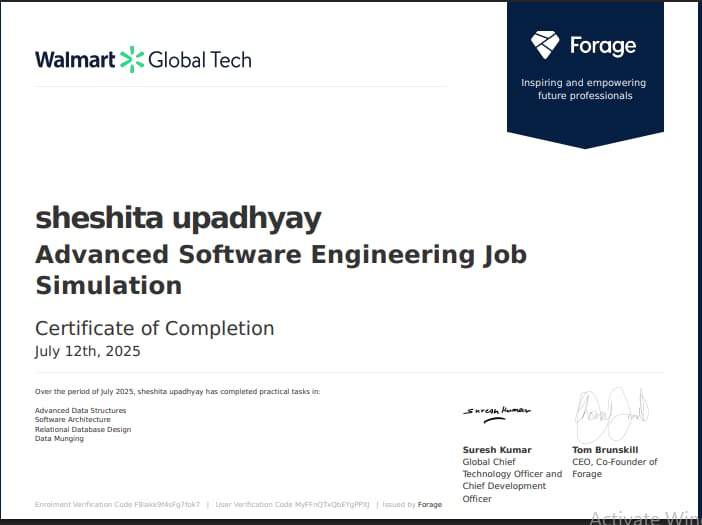 Walmart Global Tech
Forage
Inspiring and empowering
future professionals
sheshita upadhyay
Advanced Software Engineering Job
Simulation
Certificate of Completion
July 12th, 2025
Over the period of July 2025, sheshita upadhyay has completed practical tasks in:
Advanced Data Structures
Software Architecture
Relational Database Design
Data Munging
Suresh Kumar
Suresh Kumar
Global Chief
Technology Officer and
Chief Development
Officer
Tom Brunskill
CEO, Co-Founder of
Forage
Enrolment Verification Code | User Verification Code | Issued by Forage
Activate Win